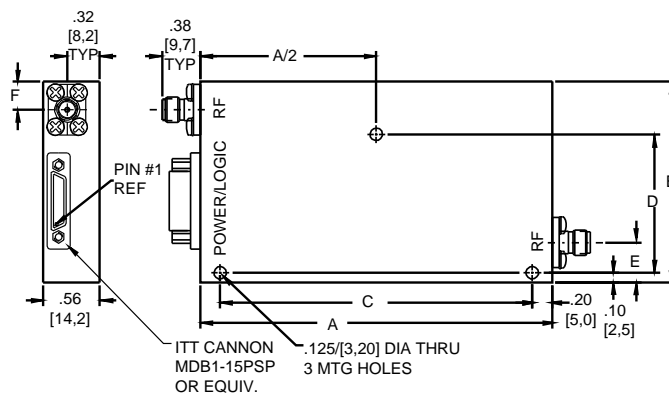 .32
[8,2]
TYP
.38
[9,7]
TYP
A/2
F
RF
PIN #1
REF
POWER/LOGIC
D
RF
E
C
A
.56
[14,2]
.20
[5,0]
.10
[2,5]
ITT CANNON
MDB1-15PSP
OR EQUIV.
.125/[3,20] DIA THRU
3 MTG HOLES